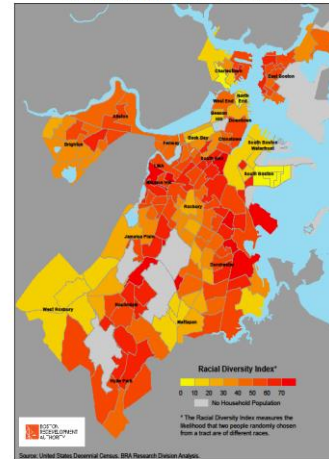 Charlestown
East Boston
West End
North End
Beacon Hill
Downtown
Allston
Brighton
Back Bay
Chinatown
South Boston
Waterfront
Fenway
South End
South Boston
Mission Hill
Roxbury
Jamaica Plain
Dorchester
Roslindale
West Roxbury
Mattapan
Hyde Park
Racial Diversity Index*
0 10 20 30 40 50 60 70 80
No Household Population
* The Racial Diversity Index measures the
likelihood that two people randomly chosen
from a tract are of different races.
BOSTON
REDEVELOPMENT
AUTHORITY
Source: United States Decennial Census, BRA Research Division Analysis.